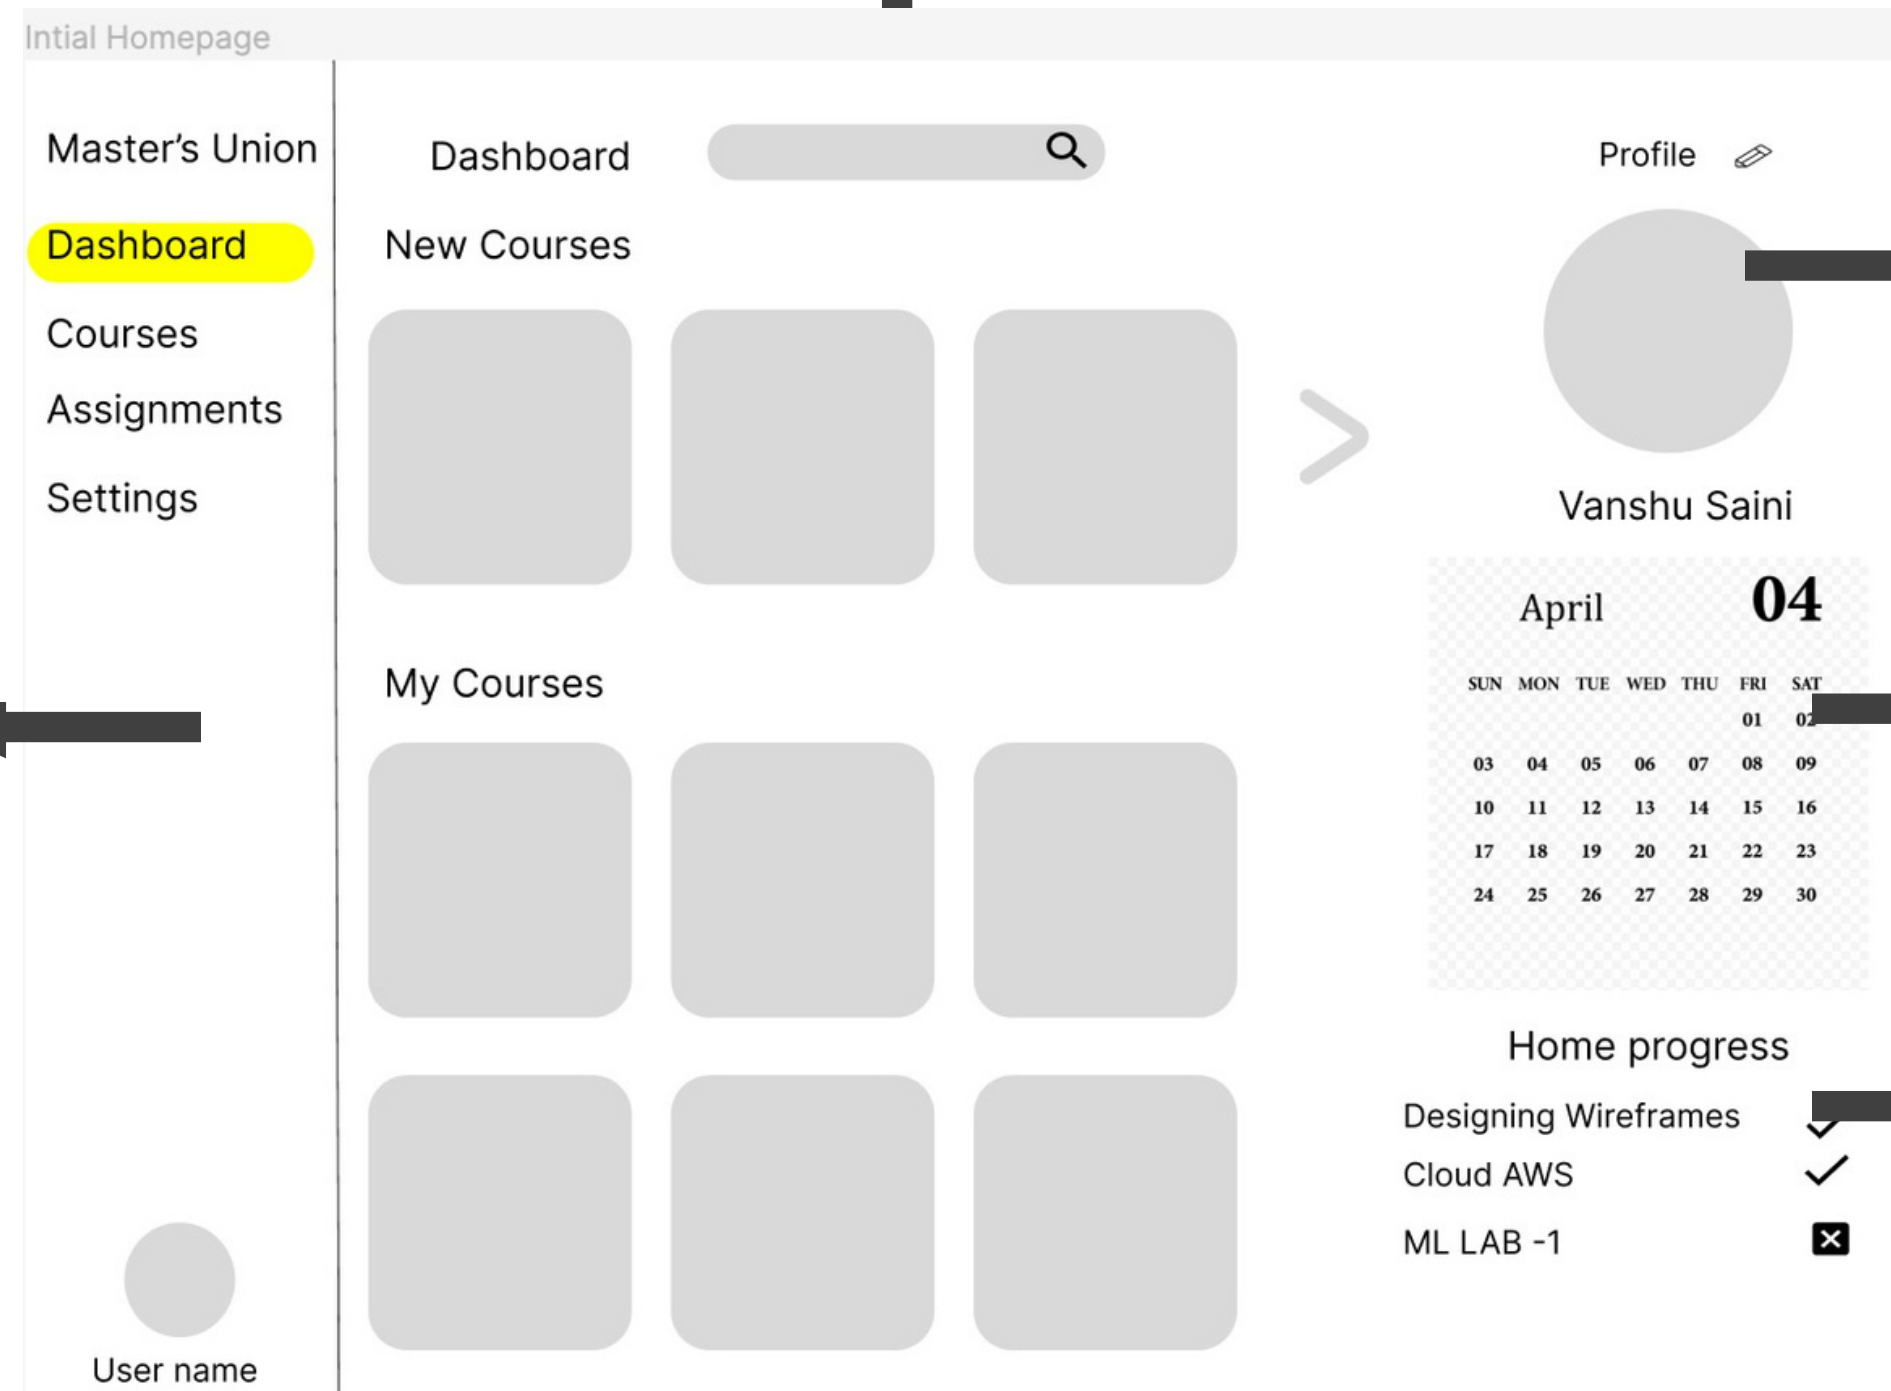 Intial Homepage
Master's Union
Dashboard
Courses
Assignments
Settings
User name
Dashboard
New Courses
My Courses
Profile
Vanshu Saini
April 04
SUN MON TUE WED THU FRI SAT
01 02
03 04 05 06 07 08 09
10 11 12 13 14 15 16
17 18 19 20 21 22 23
24 25 26 27 28 29 30
Home progress
Designing Wireframes
Cloud AWS
ML LAB -1